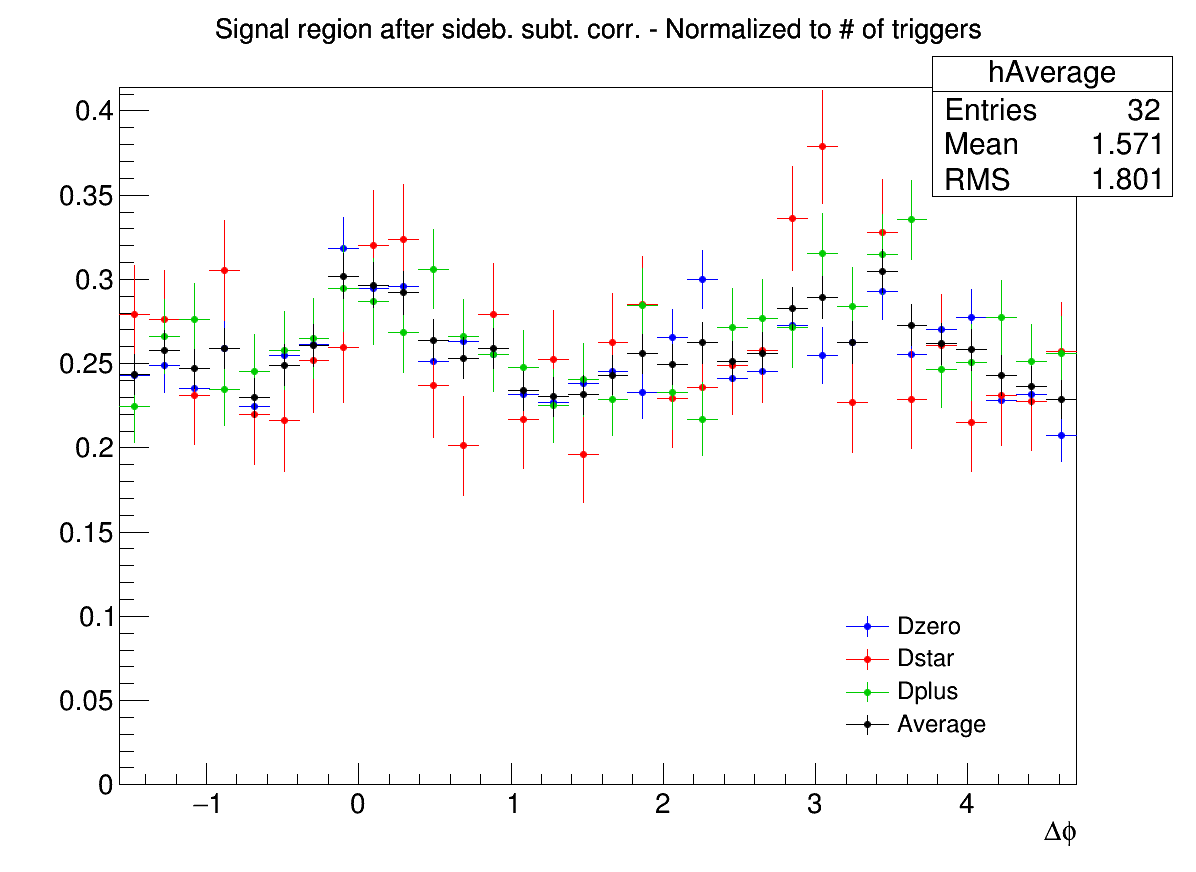 Signal region after sideb. subt. corr. - Normalized to # of triggers
hAverage
Entries 32
Mean 1.571
RMS 1.801
0.4
0.35
0.3
0.25
0.2
0.15
0.1
0.05
0
Dzero
Dstar
Dplus
Average
−1 0 1 2 3 4
Δϕ